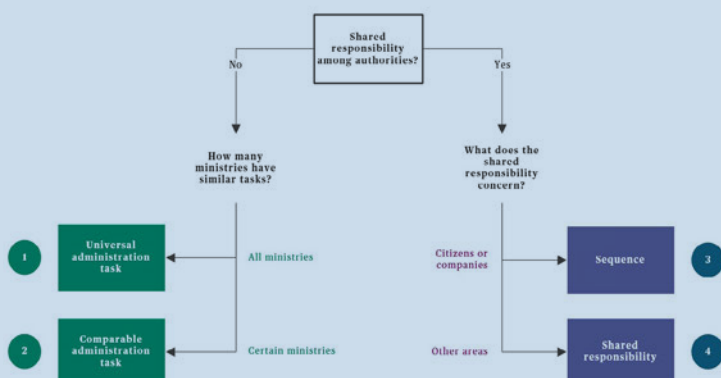 Shared
responsibility
among authorities?
No
Yes
How many
ministries have
similar tasks?
What does the
shared
responsibility
concern?
1
Universal
administration
task
All ministries
Citizens or
companies
Sequence
3
2
Comparable
administration
task
Certain ministries
Other areas
Shared
responsibility
4